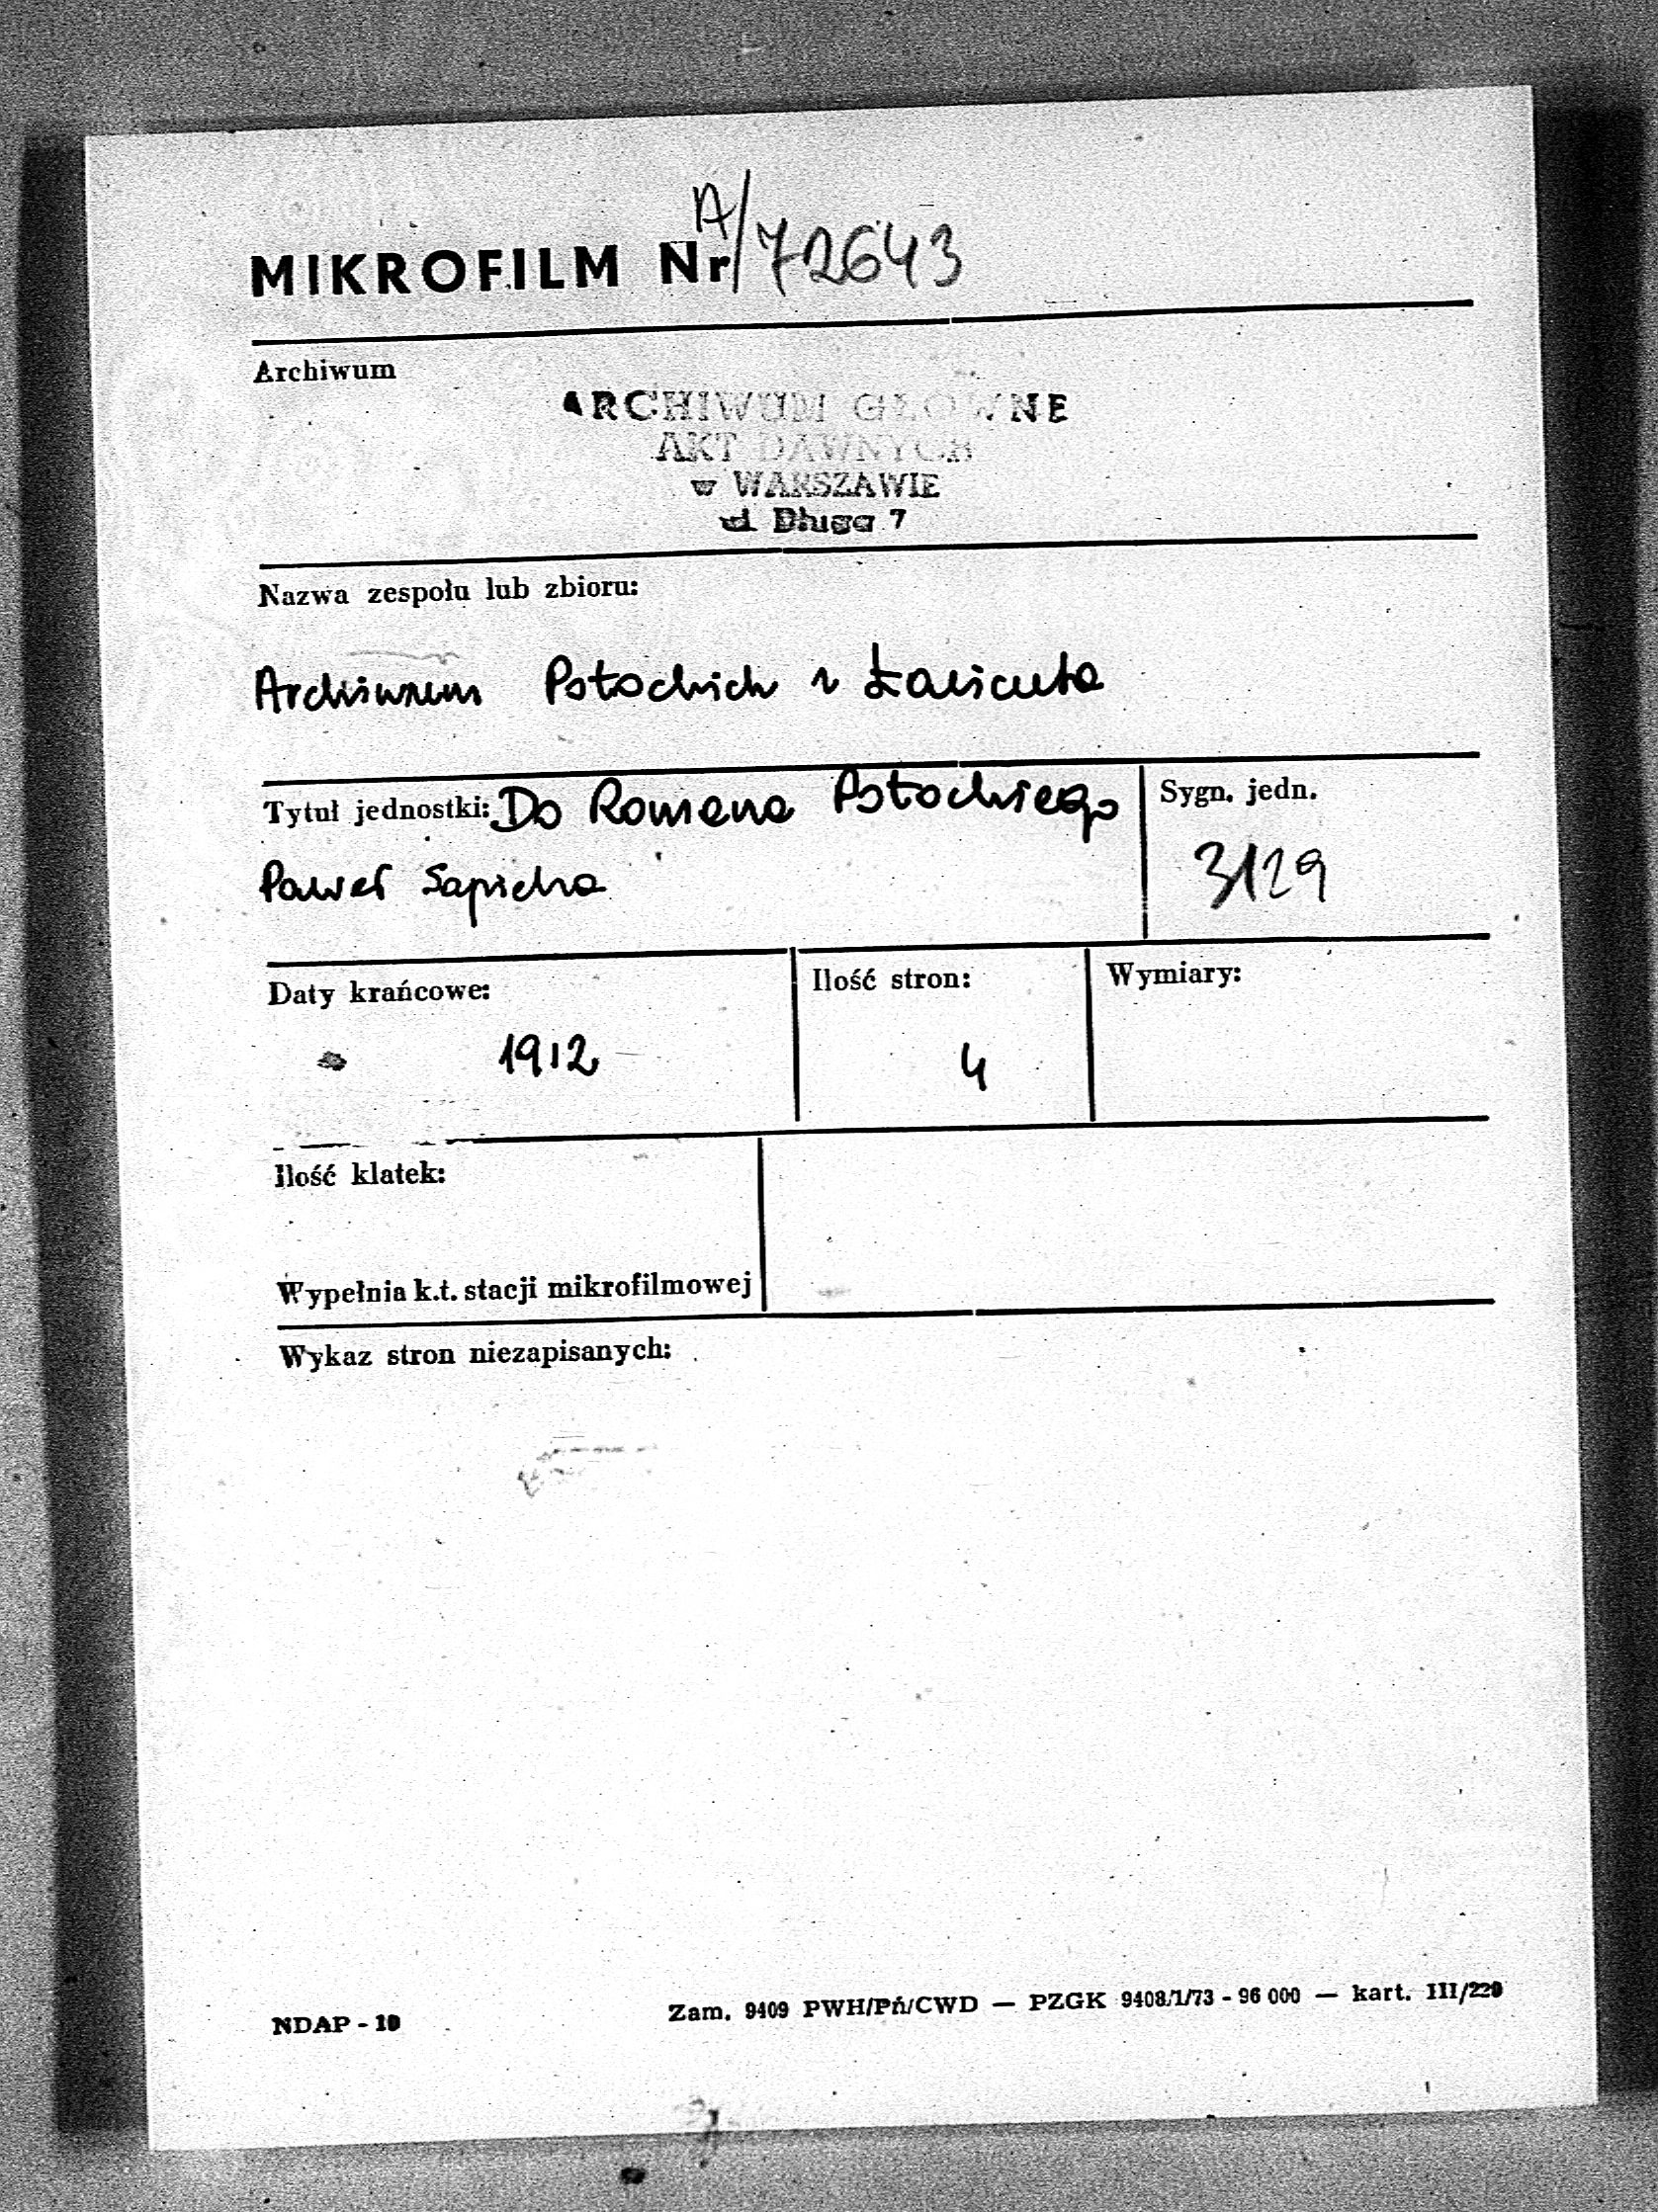 MIKROFILM Nr A/72643
Archiwum
ARCHIWUM GŁÓWNE
AKT DAWNYCH
w WARSZAWIE
ul. Długa 7
Nazwa zespołu lub zbioru:
Archiwum Potockich z Łańcuta
Tytuł jednostki: Do Romana Potockiego
Paweł Sapieha
Sygn. jedn.
3129
Daty krańcowe:
1912
Ilość stron:
4
Wymiary:
Ilość klatek:
Wypełnia k.t. stacji mikrofilmowej
Wykaz stron niezapisanych:
NDAP - 10
Zam. 9409 PWH/Pń/CWD — PZGK 9408/1/73 - 96 000 — kart. III/220